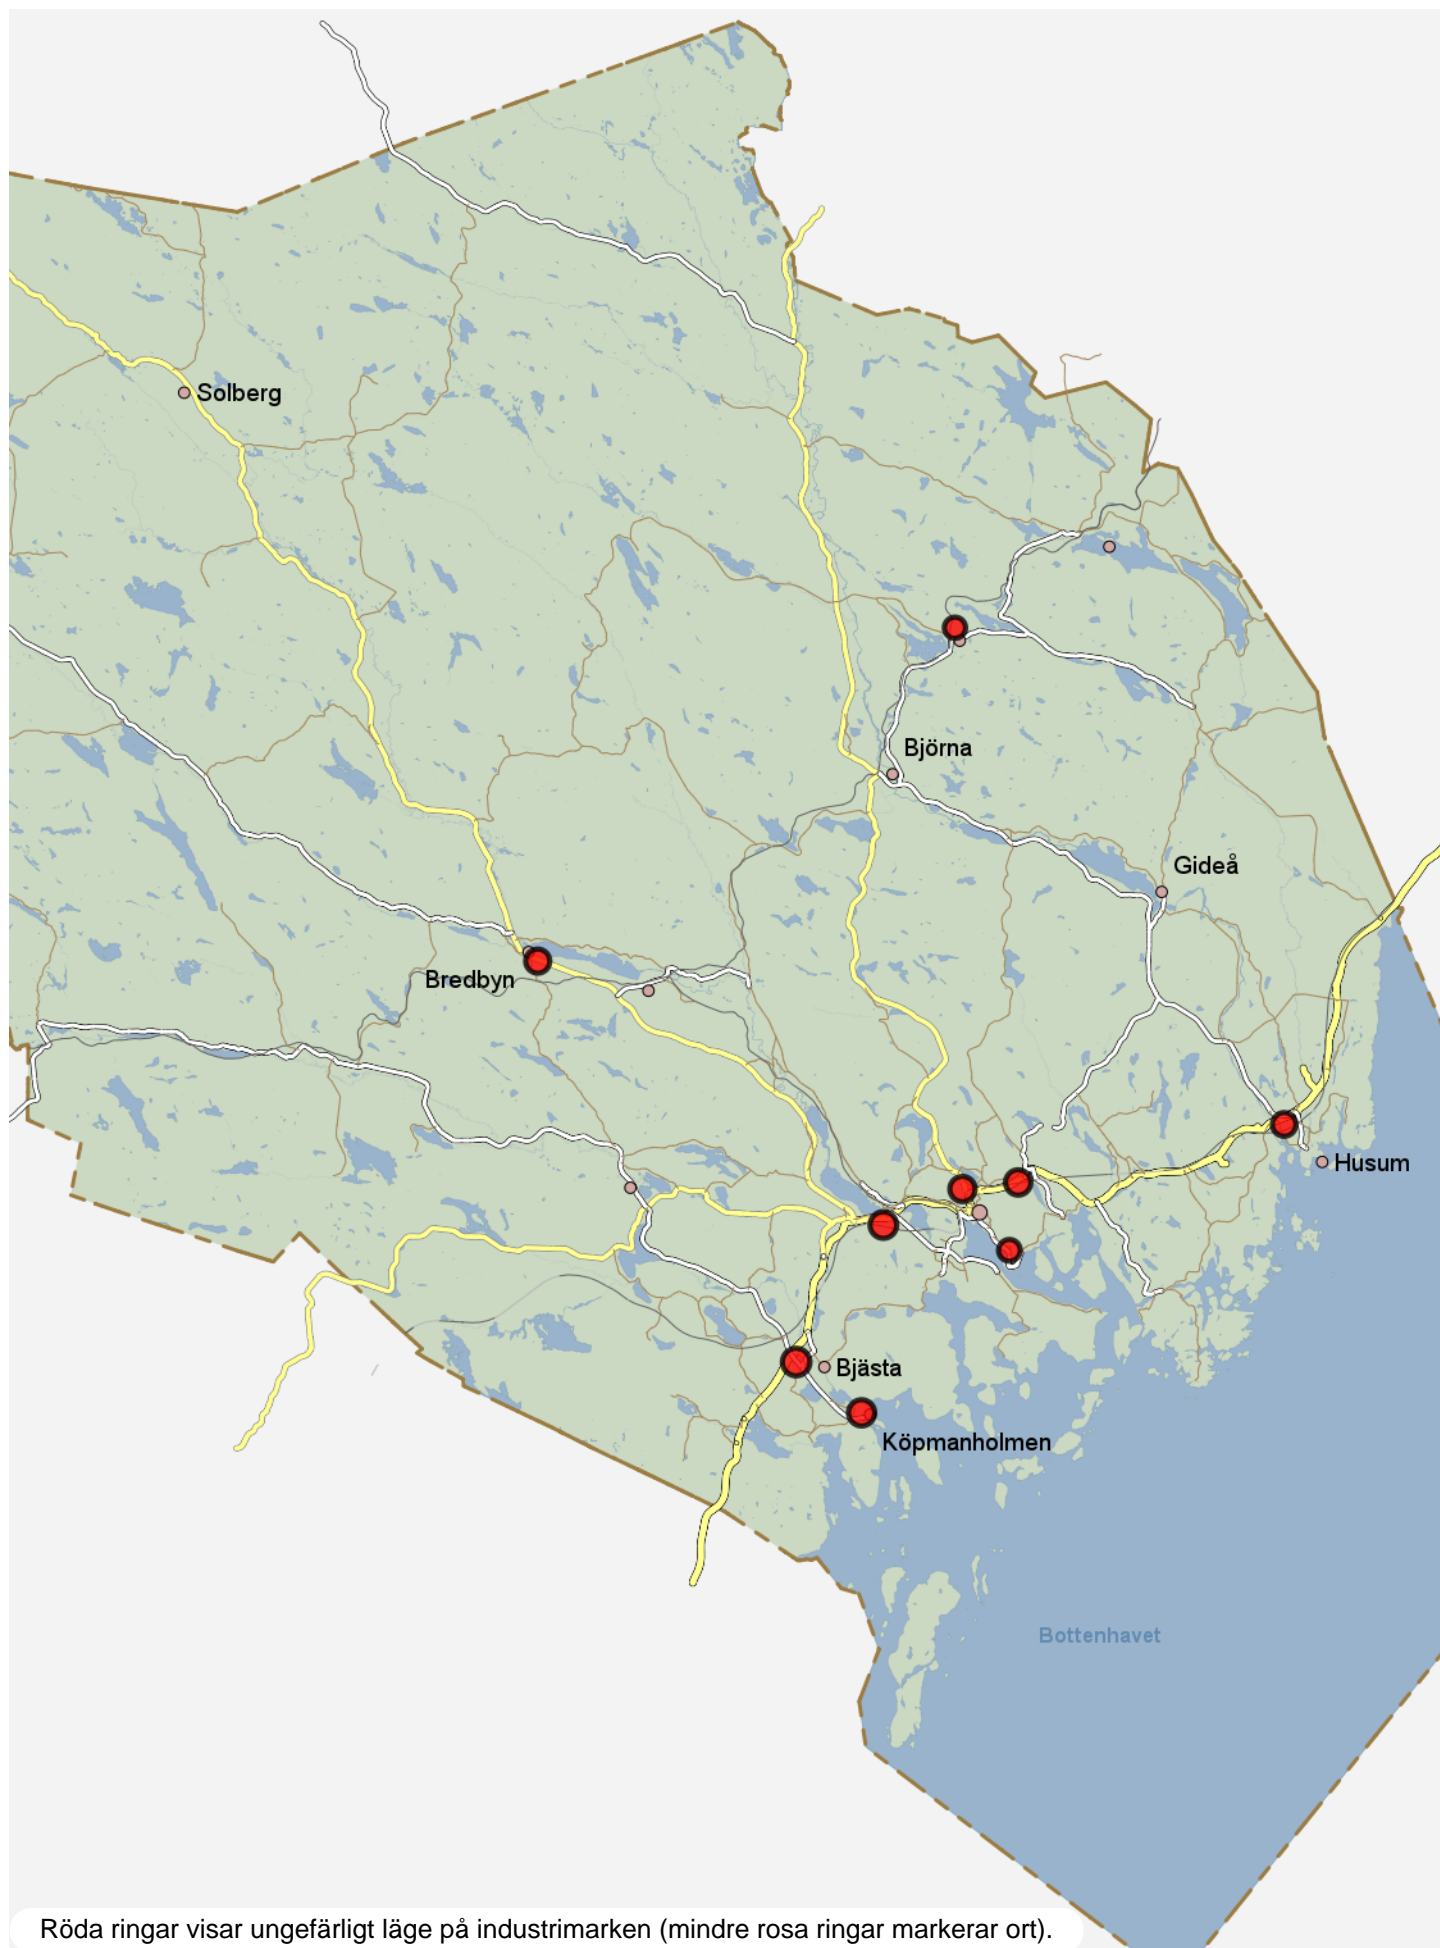 Solberg
Björna
Gideå
Bredbyn
Husum
Bjästa
Köpmanholmen
Bottenhavet
Röda ringar visar ungefärligt läge på industrimarken (mindre rosa ringar markerar ort).